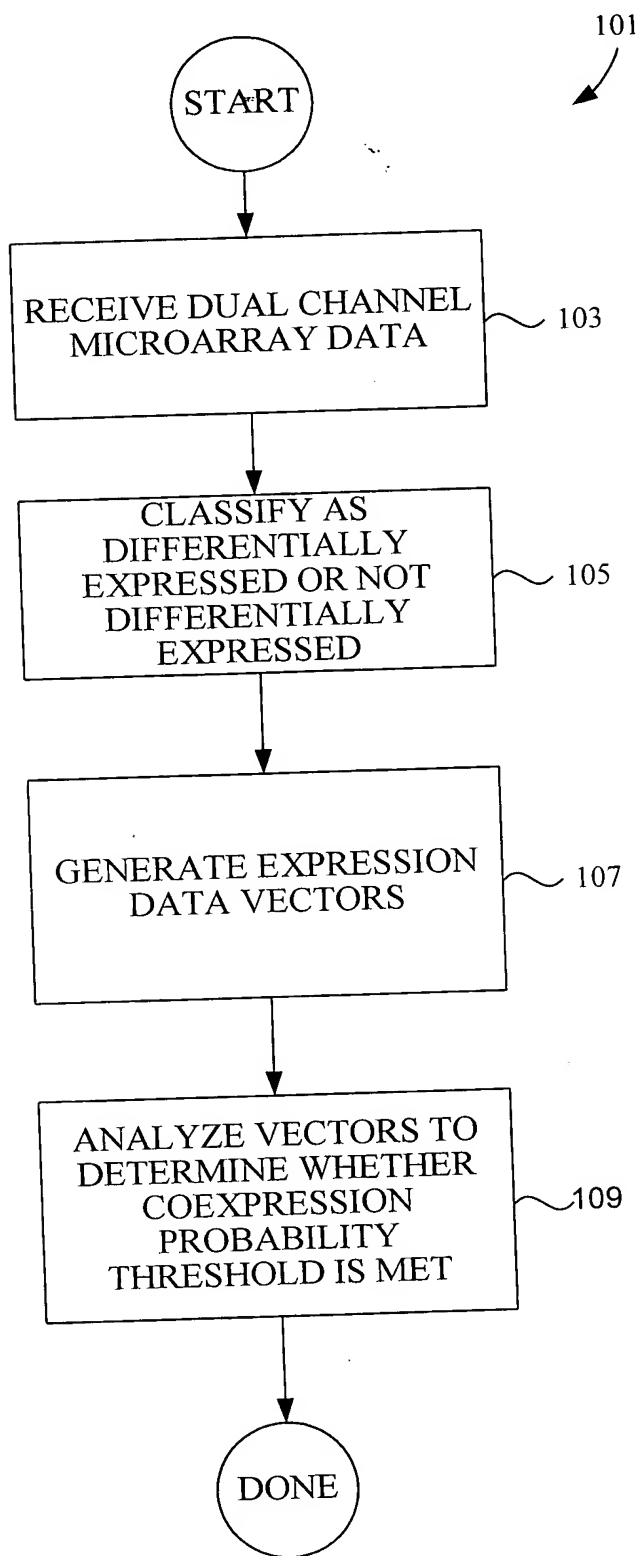 101
START
RECEIVE DUAL CHANNEL
MICROARRAY DATA
103
CLASSIFY AS
DIFFERENTIALLY
EXPRESSED OR NOT
DIFFERENTIALLY
EXPRESSED
105
GENERATE EXPRESSION
DATA VECTORS
107
ANALYZE VECTORS TO
DETERMINE WHETHER
COEXPRESSION
PROBABILITY
THRESHOLD IS MET
109
DONE